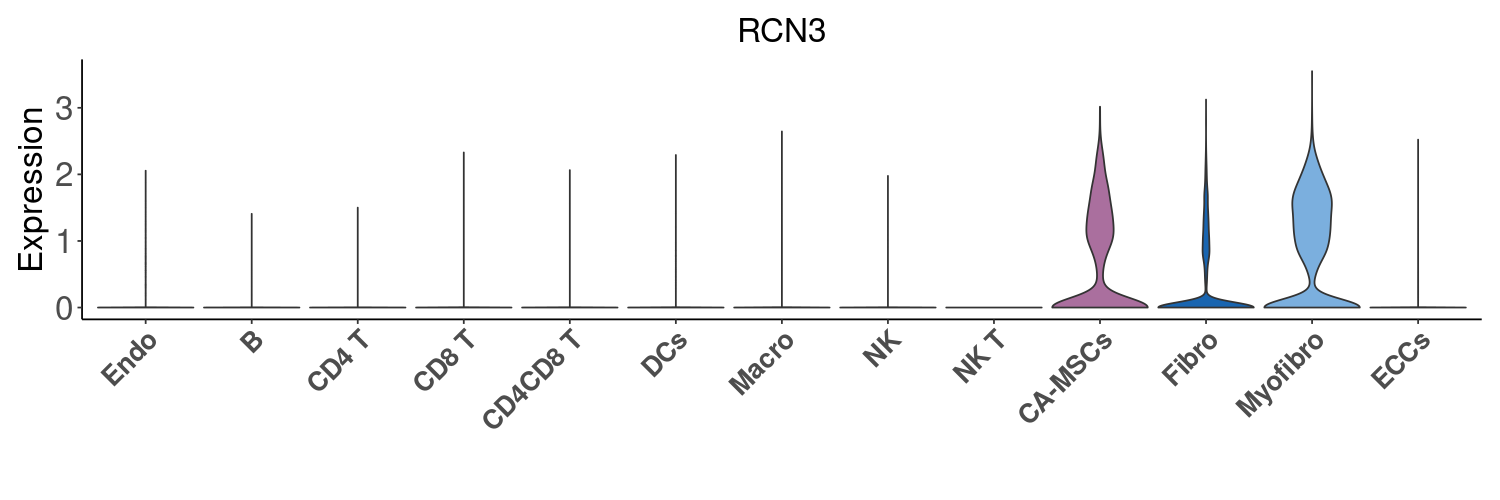 RCN3
Expression
3
2
1
0
Endo
B
CD4 T
CD8 T
CD4CD8 T
DCs
Macro
NK
NK T
CA-MSCs
Fibro
Myofibro
ECCs